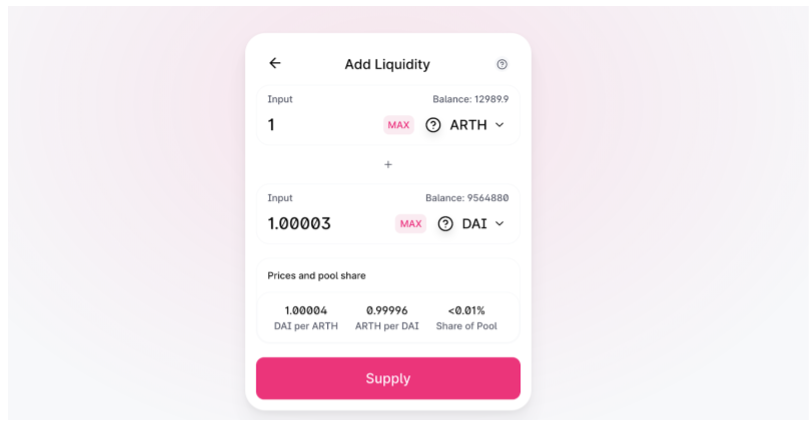 Add Liquidity
Input Balance: 12989.9
1 MAX ARTH
+
Input Balance: 9564880
1.00003 MAX DAI
Prices and pool share
1.00004 0.99996 <0.01%
DAI per ARTH ARTH per DAI Share of Pool
Supply